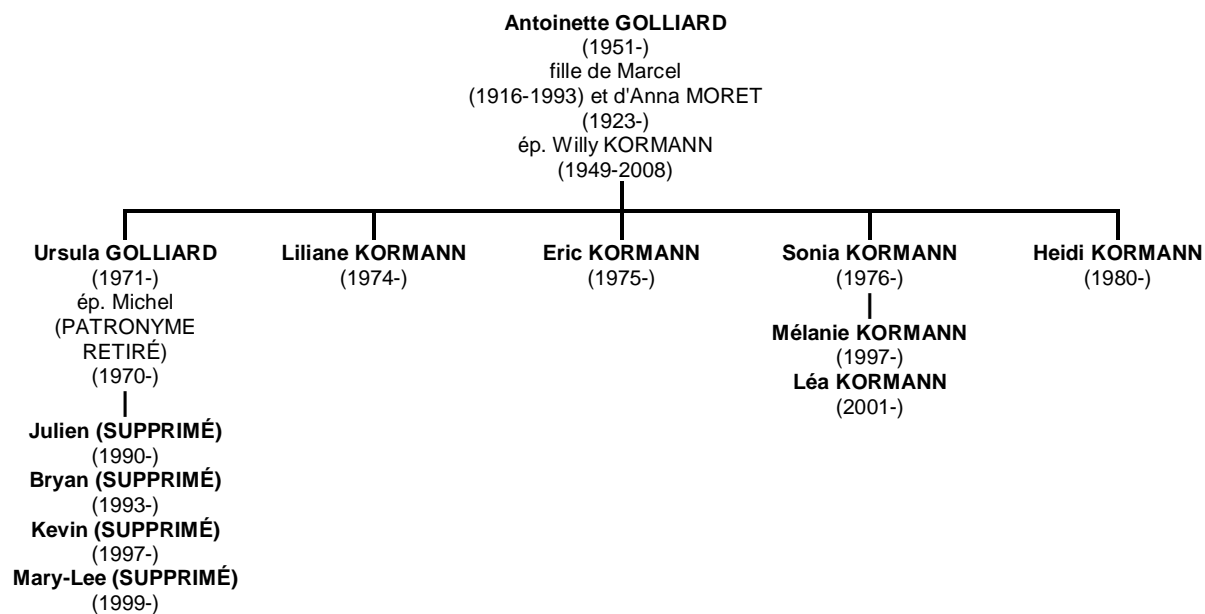 Antoinette GOLLIARD
(1951-)
fille de Marcel
(1916-1993) et d'Anna MORET
(1923-)
ép. Willy KORMANN
(1949-2008)
Ursula GOLLIARD
(1971-)
ép. Michel
(PATRONYME
RETIRÉ)
(1970-)
Julien (SUPPRIMÉ)
(1990-)
Bryan (SUPPRIMÉ)
(1993-)
Kevin (SUPPRIMÉ)
(1997-)
Mary-Lee (SUPPRIMÉ)
(1999-)
Liliane KORMANN
(1974-)
Eric KORMANN
(1975-)
Sonia KORMANN
(1976-)
Mélanie KORMANN
(1997-)
Léa KORMANN
(2001-)
Heidi KORMANN
(1980-)